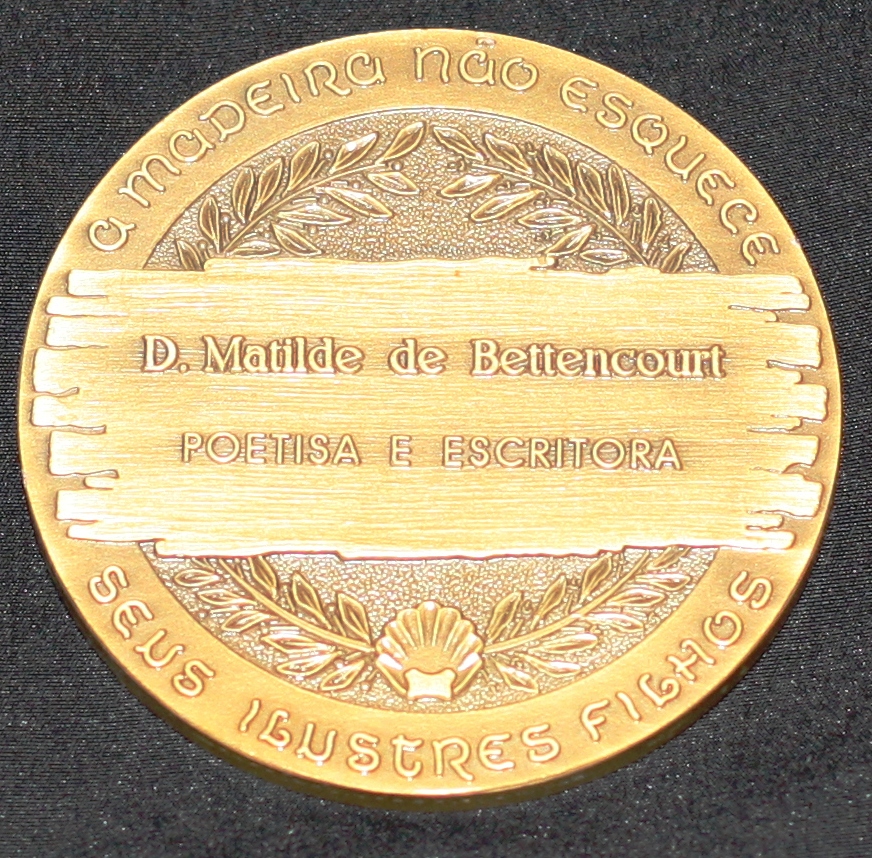 A MADEIRA NÃO ESQUECE
D. Matilde de Bettencourt
POETISA E ESCRITORA
SEUS ILUSTRES FILHOS